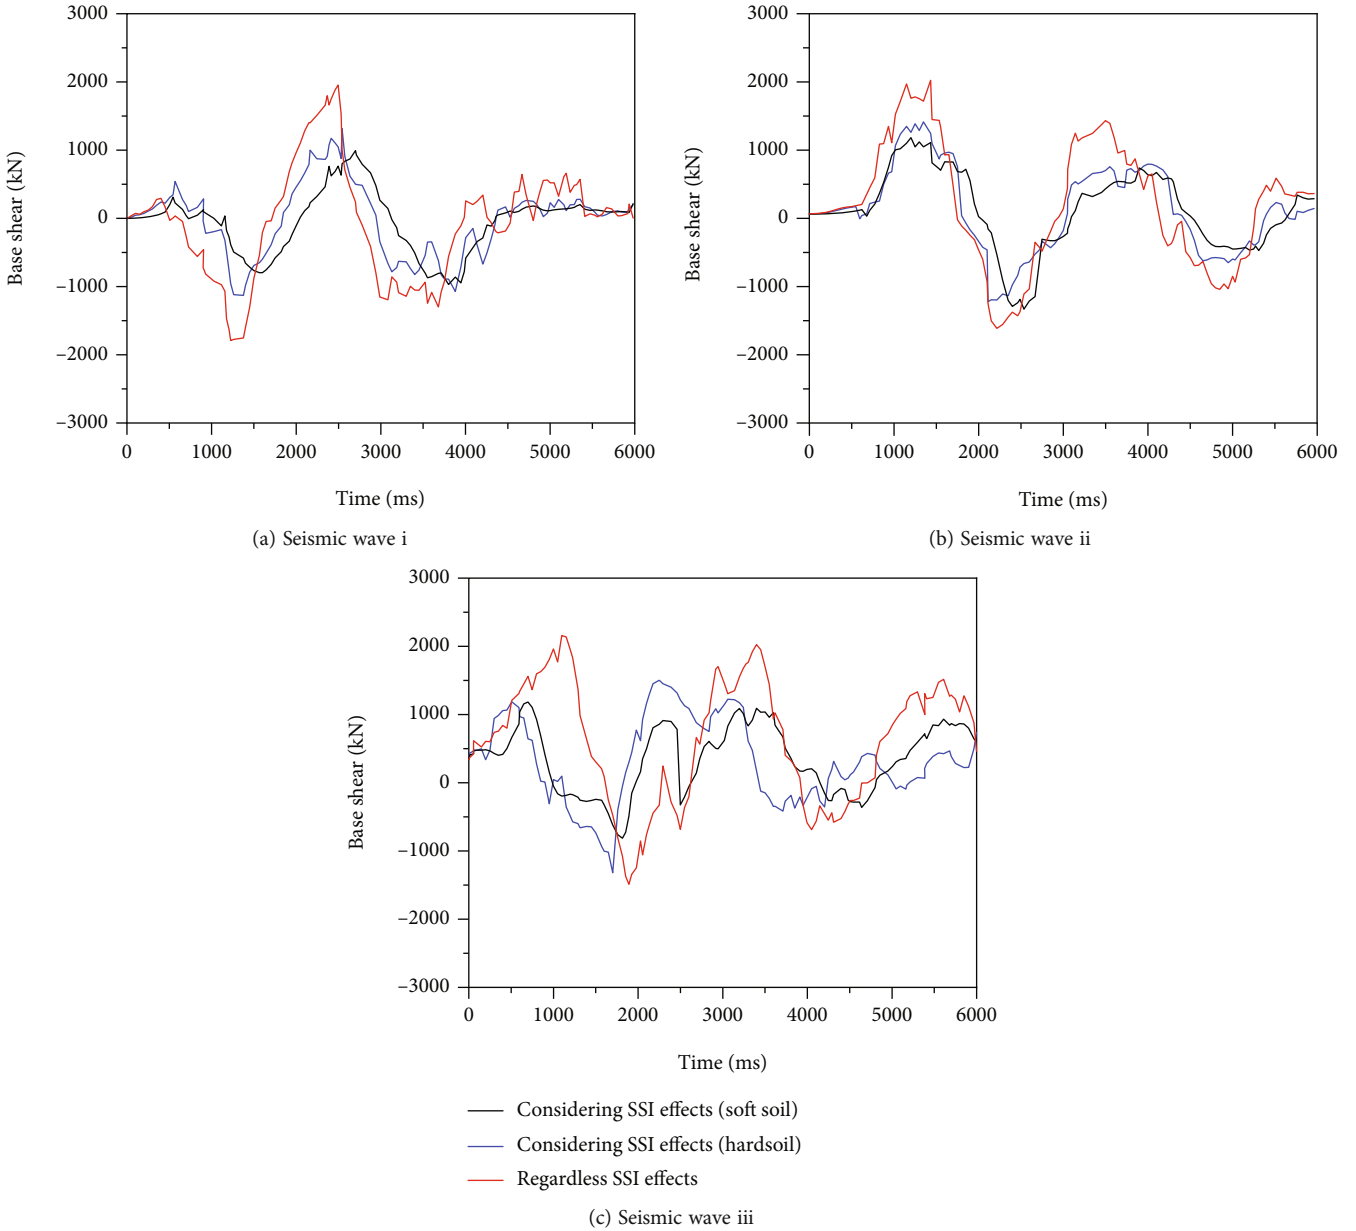 3000
2000
1000
0
−1000
−2000
−3000
Base shear (kN)
0 1000 2000 3000 4000 5000 6000
Time (ms)
(a) Seismic wave i
3000
2000
1000
0
−1000
−2000
−3000
Base shear (kN)
0 1000 2000 3000 4000 5000 6000
Time (ms)
(b) Seismic wave ii
3000
2000
1000
0
−1000
−2000
−3000
Base shear (kN)
0 1000 2000 3000 4000 5000 6000
Time (ms)
Considering SSI effects (soft soil)
Considering SSI effects (hardsoil)
Regardless SSI effects
(c) Seismic wave iii